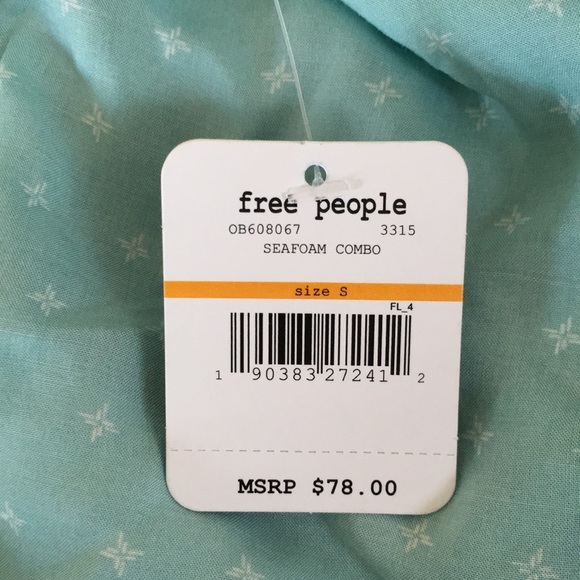 free people
OB608067 3315
SEAFOAM COMBO
size S
FL_4
1 90383 27241 2
MSRP $78.00